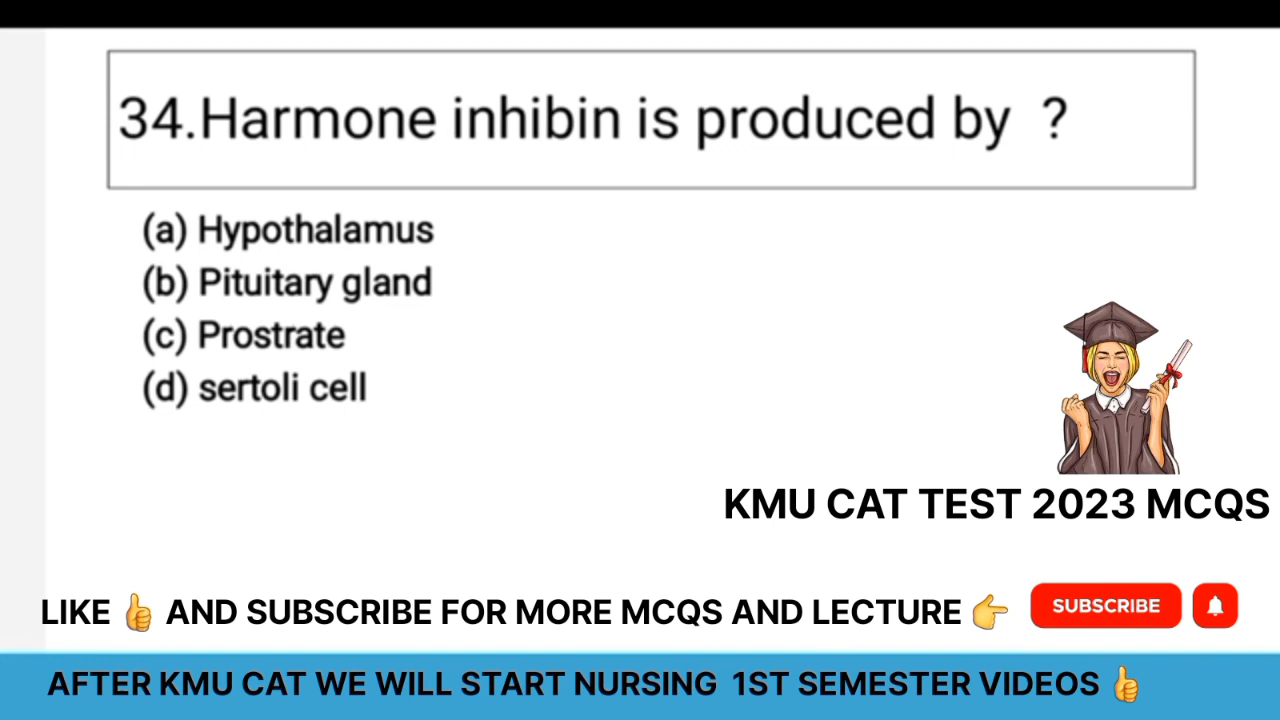 34.Harmone inhibin is produced by ?
(a) Hypothalamus
(b) Pituitary gland
(c) Prostrate
(d) sertoli cell
KMU CAT TEST 2023 MCQS
LIKE 👍 AND SUBSCRIBE FOR MORE MCQS AND LECTURE 👉 SUBSCRIBE
AFTER KMU CAT WE WILL START NURSING 1ST SEMESTER VIDEOS 👍